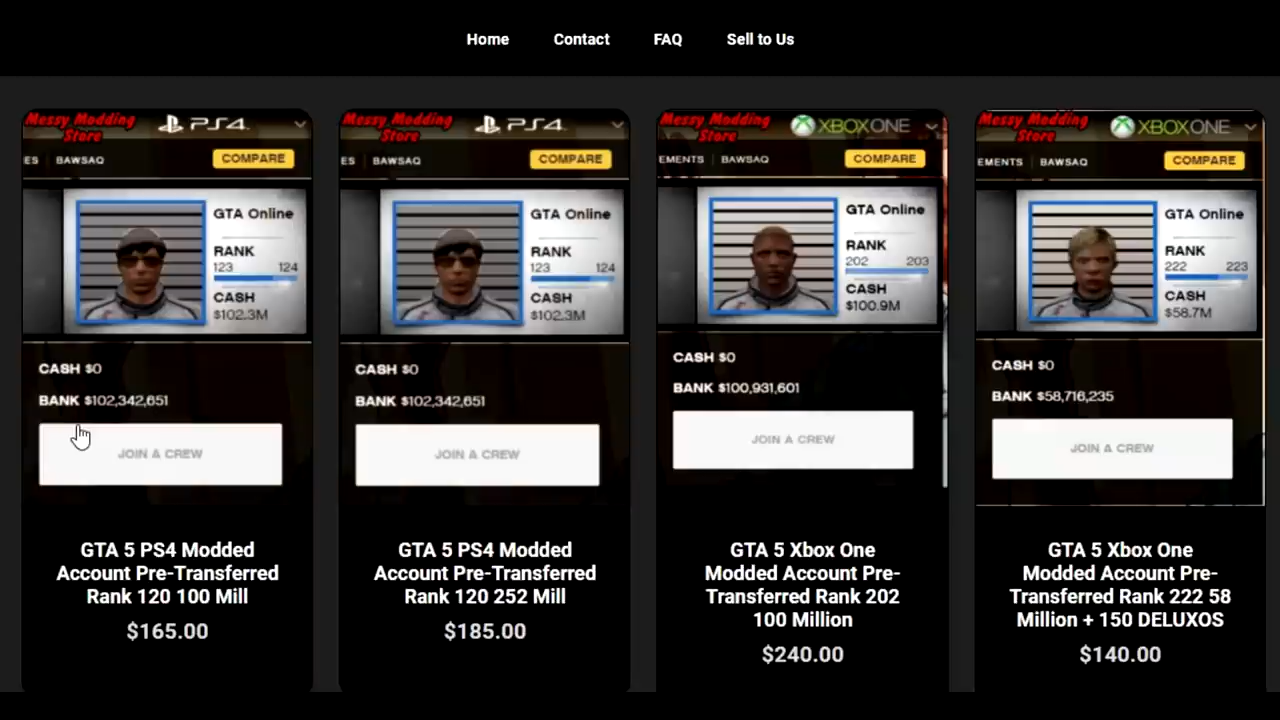 Home Contact FAQ Sell to Us
Messy Modding
Store
PS4
ES BAWSAQ COMPARE
GTA Online
RANK
123 124
CASH
$102.3M
CASH $0
BANK $102,342,651
JOIN A CREW
GTA 5 PS4 Modded
Account Pre-Transferred
Rank 120 100 Mill
$165.00
Messy Modding
Store
PS4
ES BAWSAQ COMPARE
GTA Online
RANK
123 124
CASH
$102.3M
CASH $0
BANK $102,342,651
JOIN A CREW
GTA 5 PS4 Modded
Account Pre-Transferred
Rank 120 252 Mill
$185.00
Messy Modding
Store
XBOX ONE
EMENTS BAWSAQ COMPARE
GTA Online
RANK
202 203
CASH
$100.9M
CASH $0
BANK $100,931,601
JOIN A CREW
GTA 5 Xbox One
Modded Account Pre-
Transferred Rank 202
100 Million
$240.00
Messy Modding
Store
XBOX ONE
EMENTS BAWSAQ COMPARE
GTA Online
RANK
222 223
CASH
$58.7M
CASH $0
BANK $58,716,235
JOIN A CREW
GTA 5 Xbox One
Modded Account Pre-
Transferred Rank 222 58
Million + 150 DELUXOS
$140.00